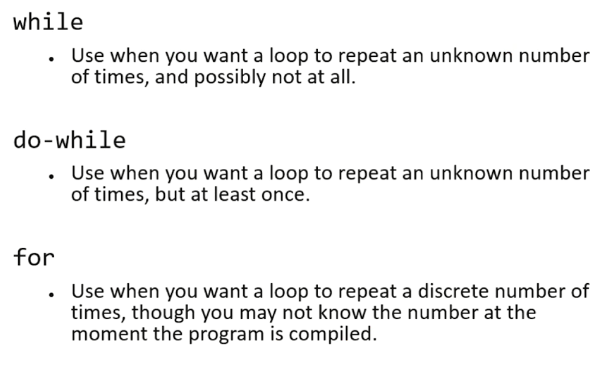 while
• Use when you want a loop to repeat an unknown number
of times, and possibly not at all.
do-while
• Use when you want a loop to repeat an unknown number
of times, but at least once.
for
• Use when you want a loop to repeat a discrete number of
times, though you may not know the number at the
moment the program is compiled.